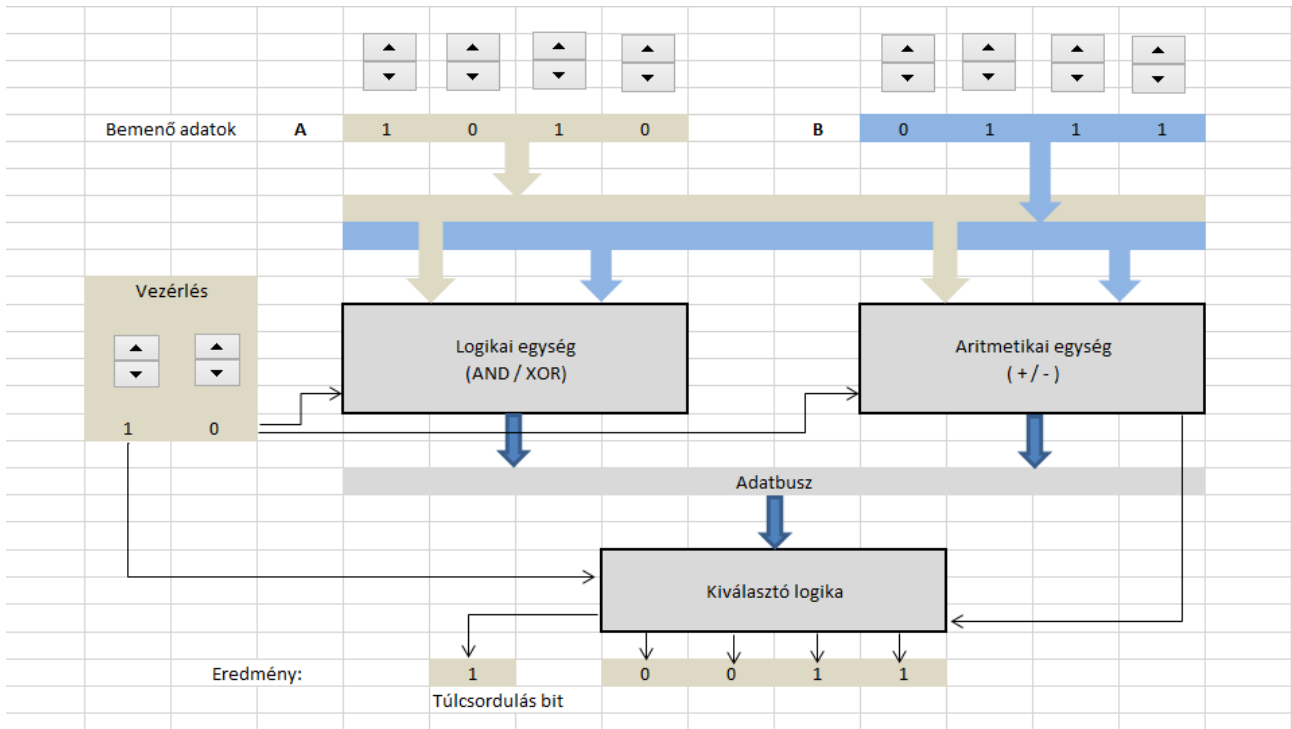 Bemenő adatok A 1 0 1 0 B 0 1 1 1
Vezérlés
Logikai egység
(AND / XOR)
Aritmetikai egység
( + / - )
1 0
Adatbusz
Kiválasztó logika
Eredmény: 1 0 0 1 1
Túlcsordulás bit